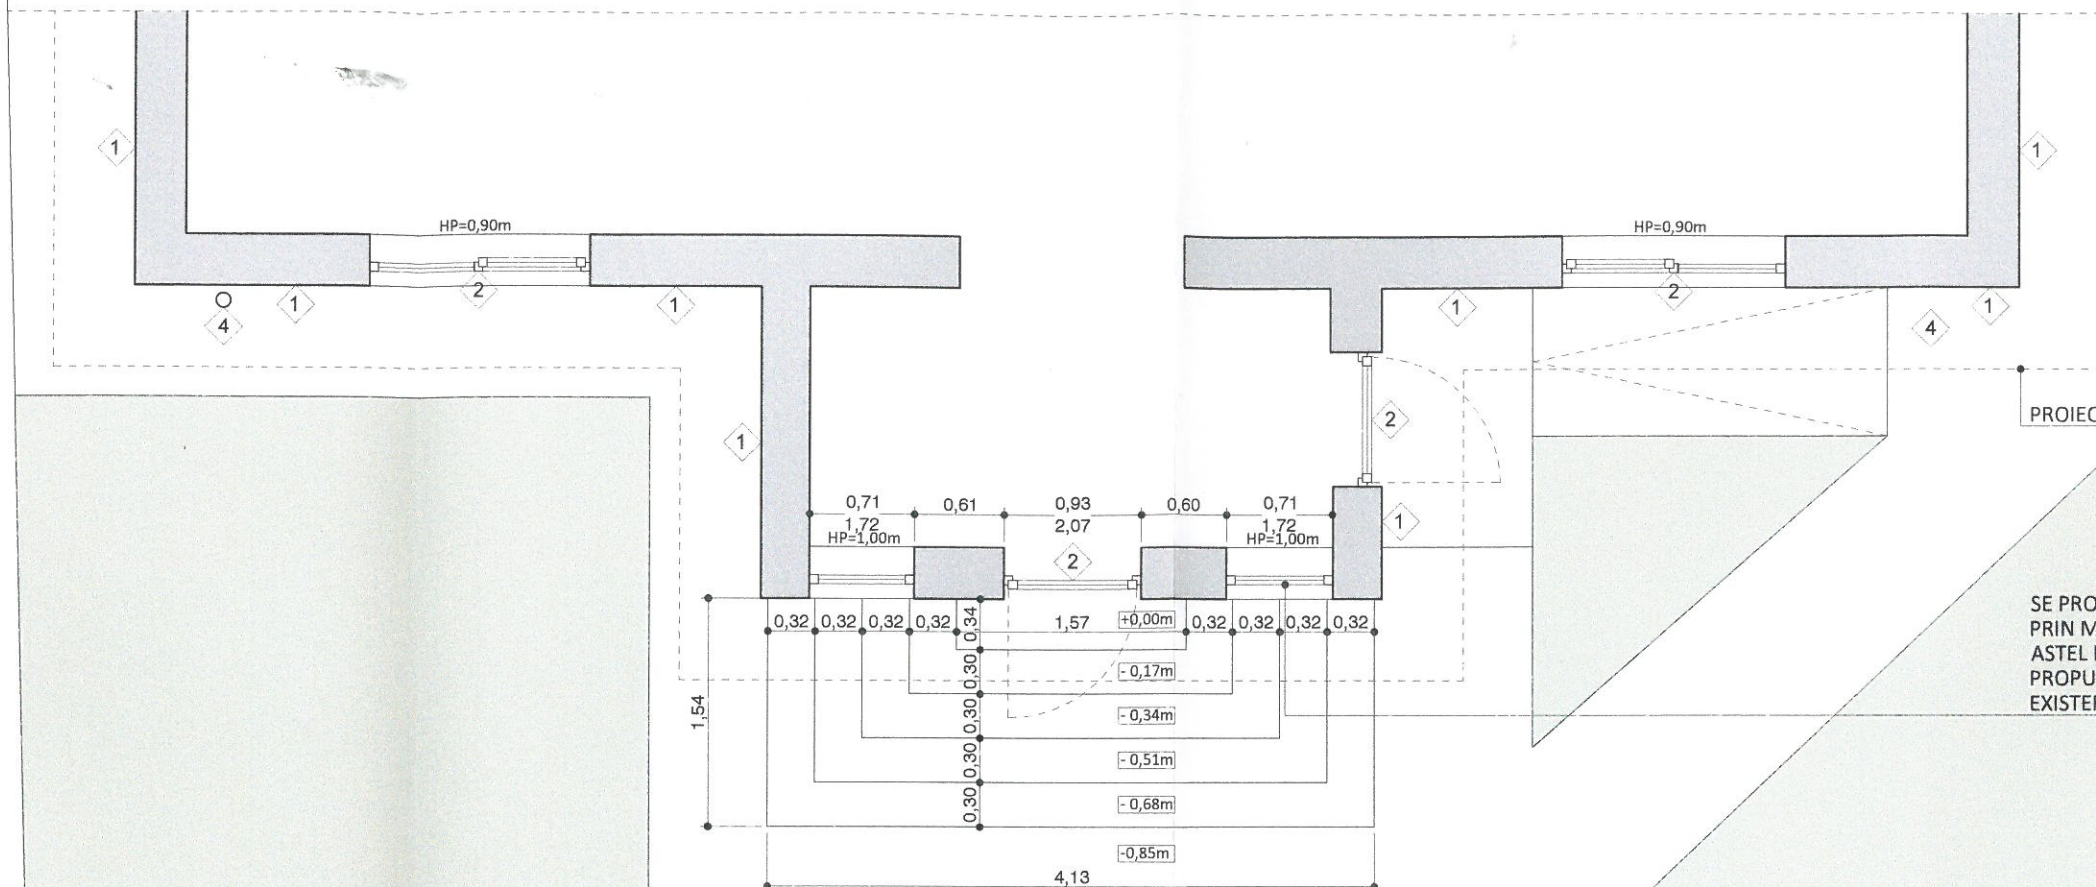 1
1
HP=0,90m
HP=0,90m
2
2
1
1
1
1
4
4
PROIEC
1
2
0,71
0,61
0,93
0,60
0,71
1,72
2,07
1,72
HP=1,00m
HP=1,00m
1
2
0,32 0,32 0,32 0,32
0,34
1,57
+0,00m
0,32 0,32 0,32 0,32
0,30
- 0,17m
1,54
0,30
- 0,34m
0,30
- 0,51m
0,30
- 0,68m
-0,85m
4,13
SE PRO
PRIN M
ASTEL
PROPU
EXISTE